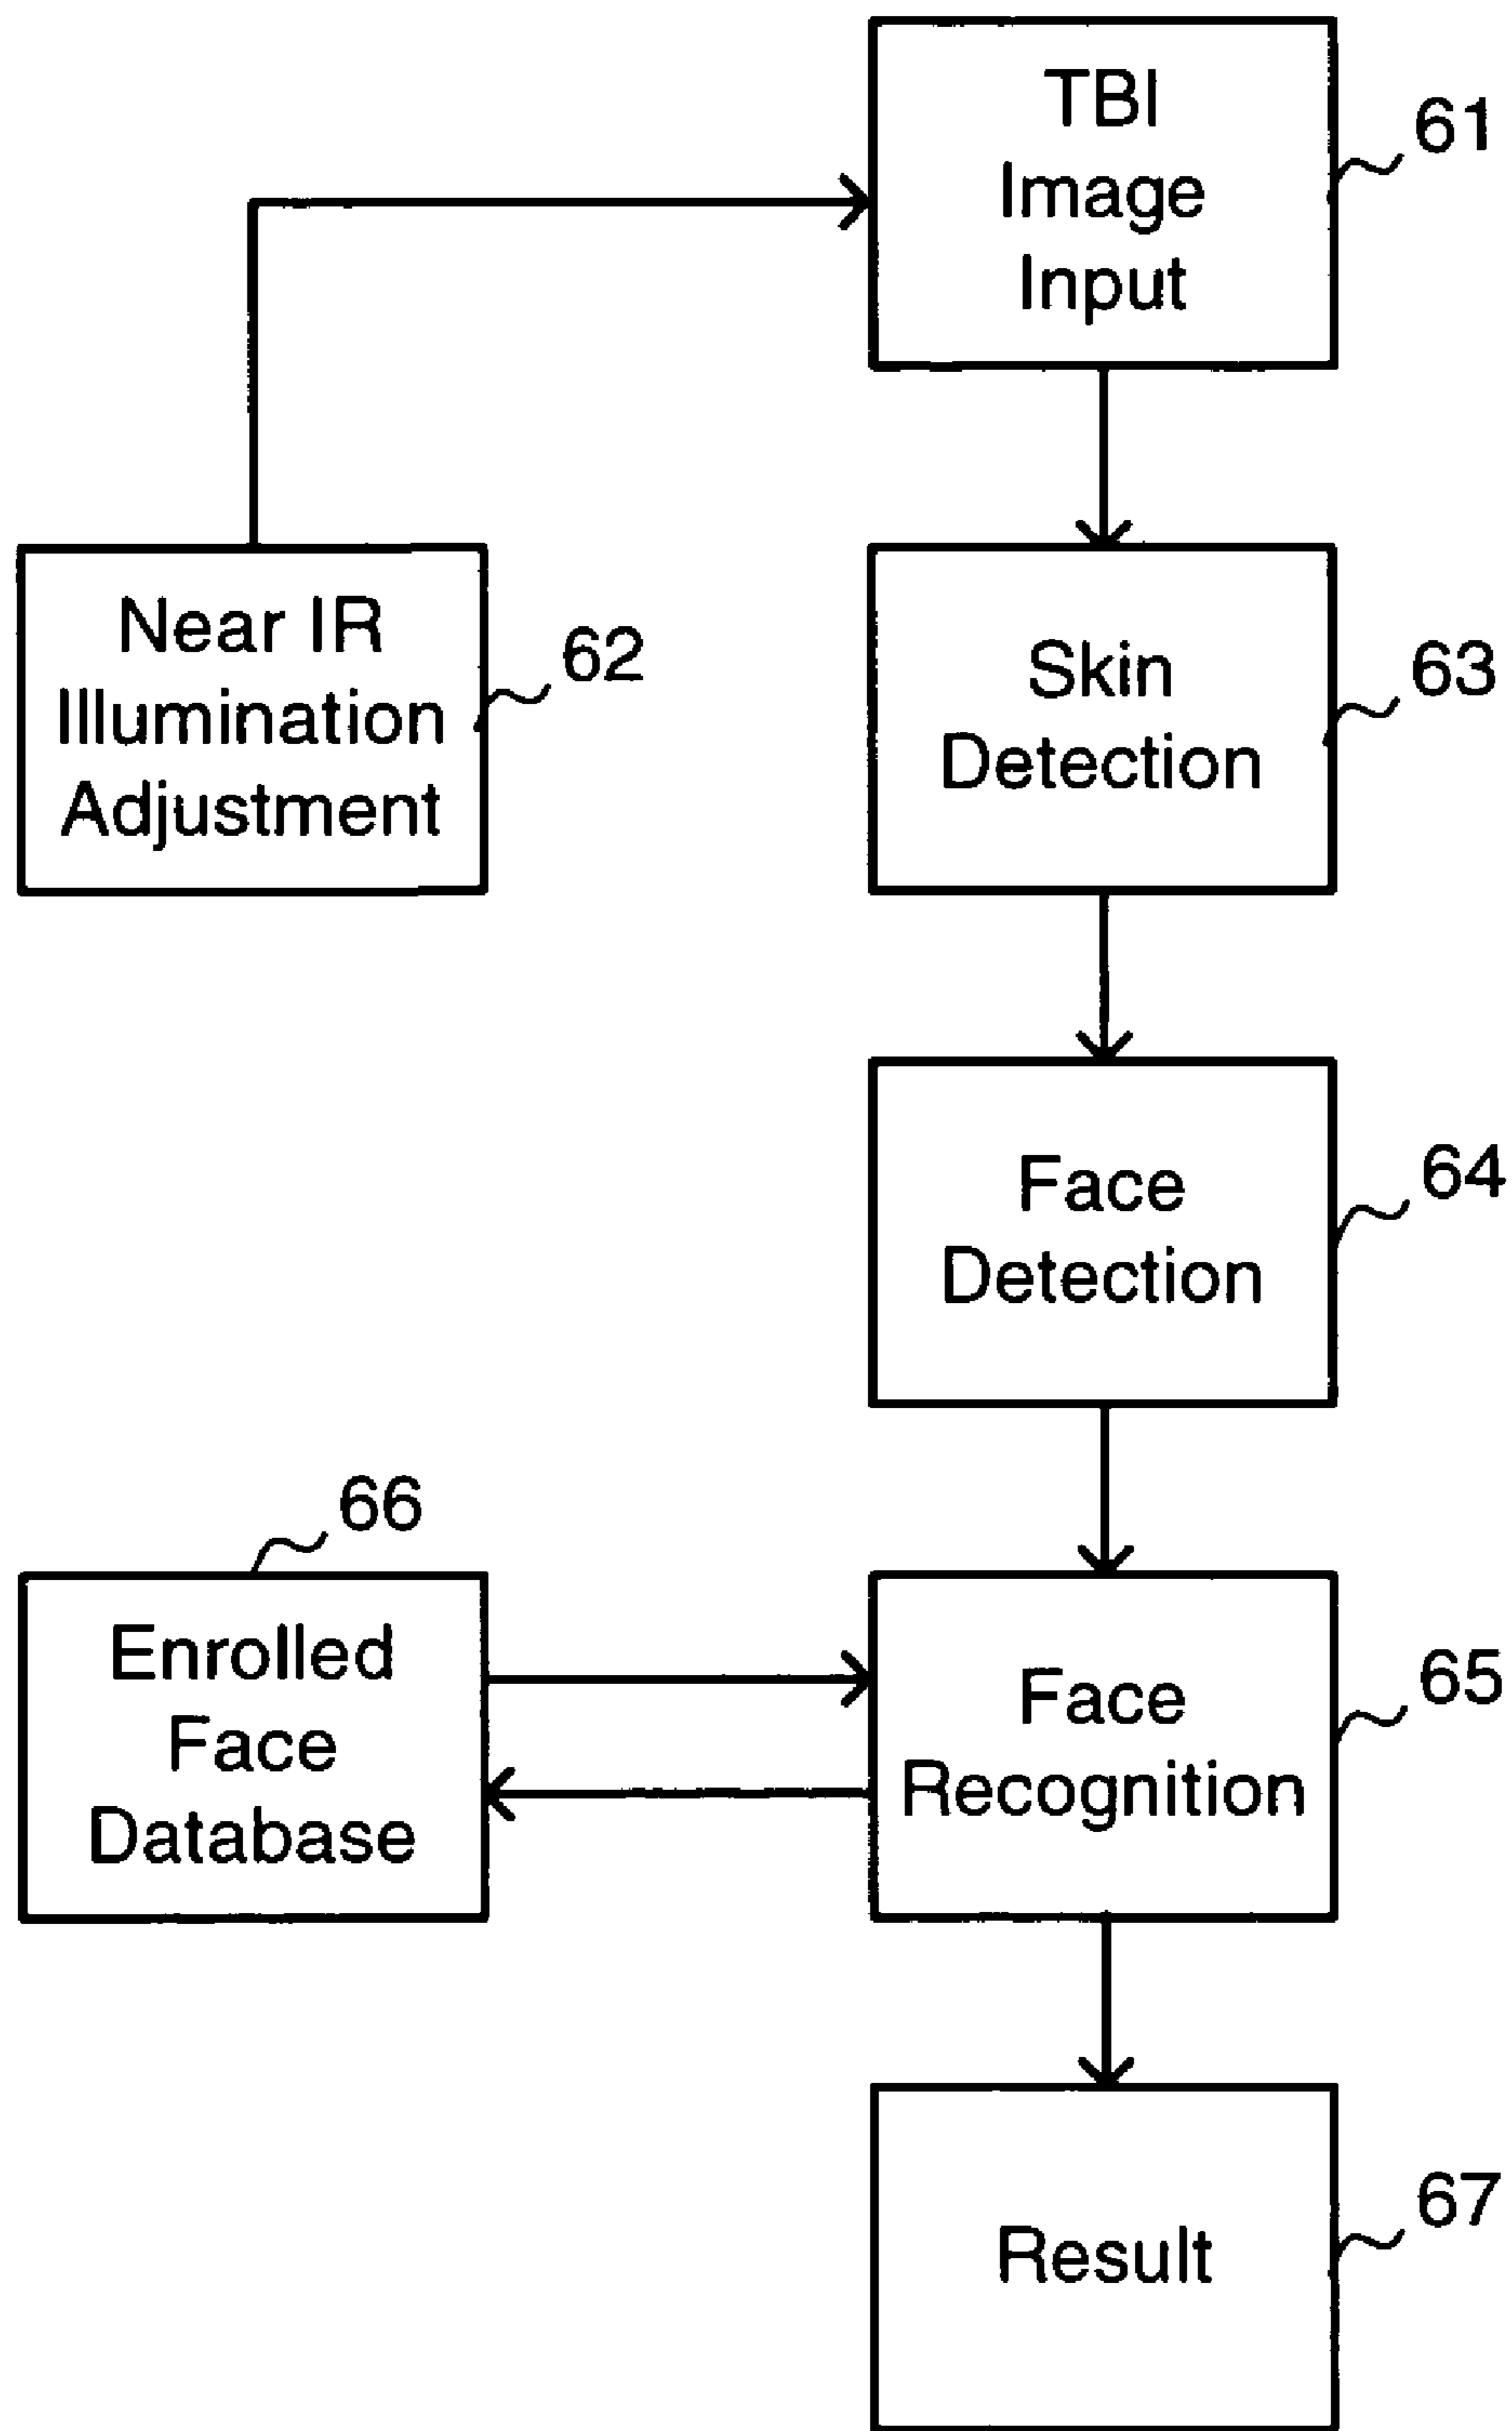 TBI
Image
Input
61
Near IR
Illumination
Adjustment
62
Skin
Detection
63
Face
Detection
64
66
Enrolled
Face
Database
Face
Recognition
65
Result
67